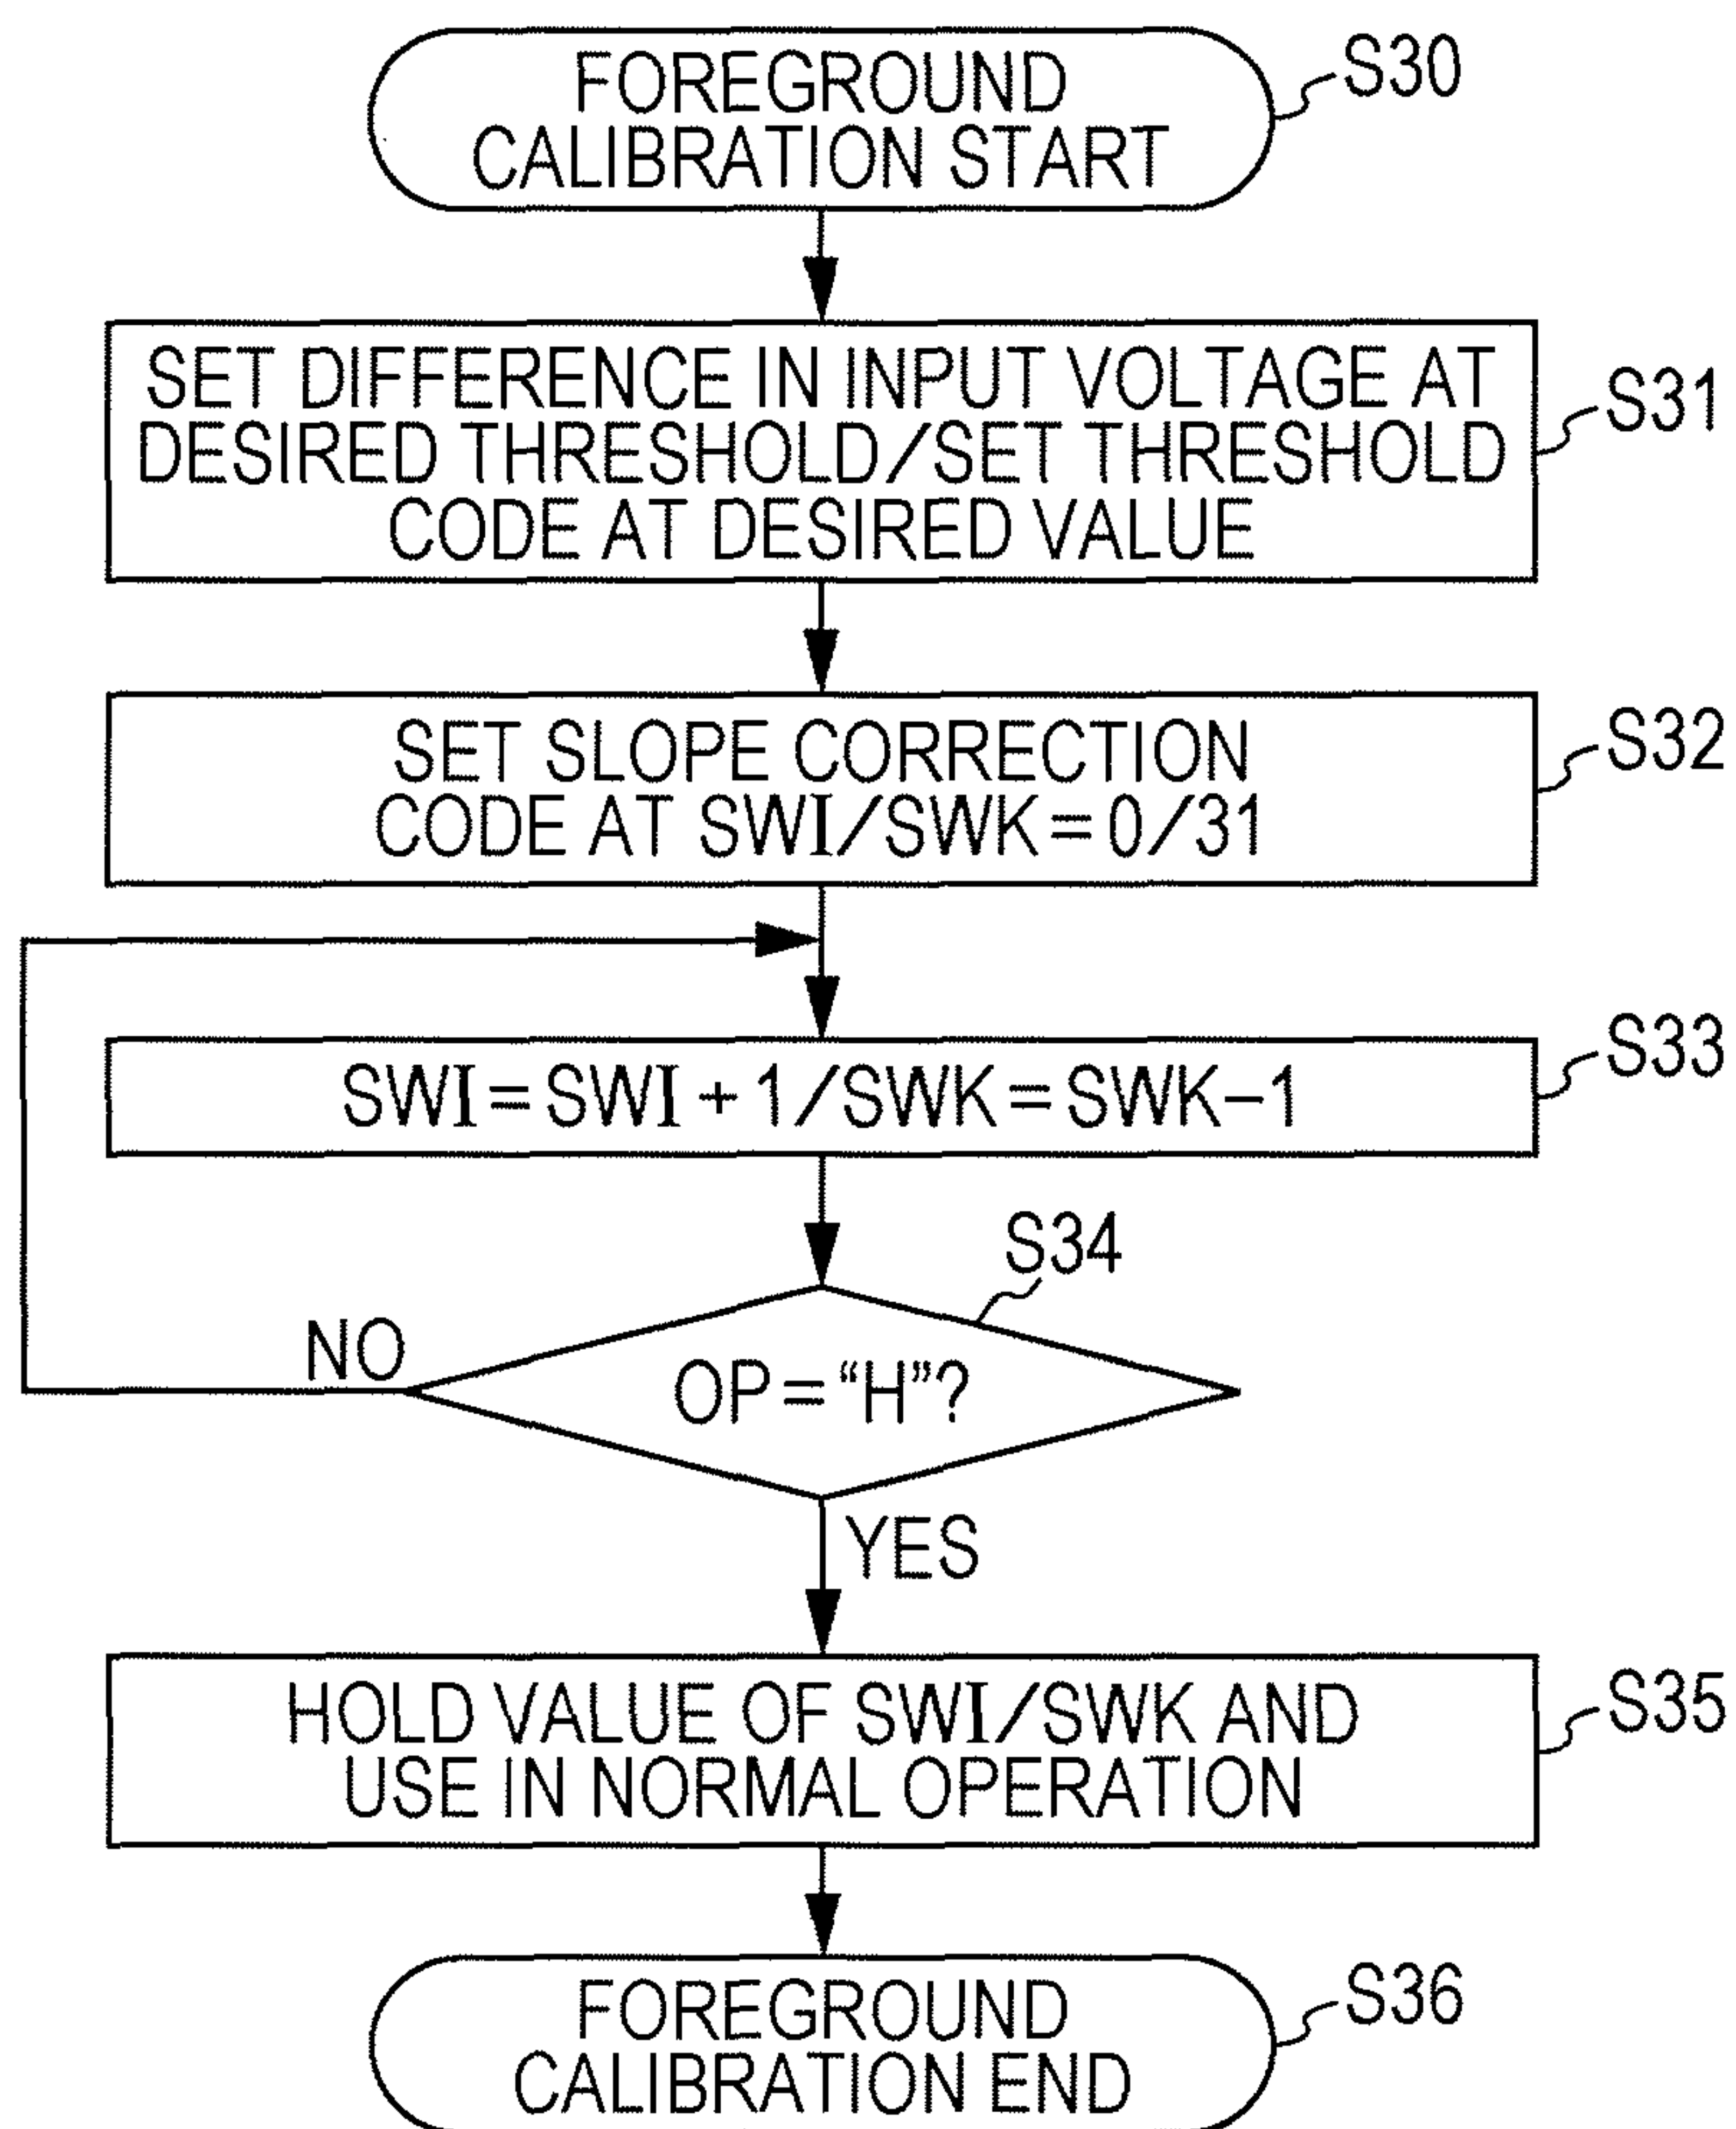 FOREGROUND
CALIBRATION START
S30
SET DIFFERENCE IN INPUT VOLTAGE AT
DESIRED THRESHOLD/SET THRESHOLD
CODE AT DESIRED VALUE
S31
SET SLOPE CORRECTION
CODE AT SWI/SWK=0/31
S32
SWI=SWI+1/SWK=SWK–1
S33
S34
NO
OP=“H”?
YES
HOLD VALUE OF SWI/SWK AND
USE IN NORMAL OPERATION
S35
FOREGROUND
CALIBRATION END
S36